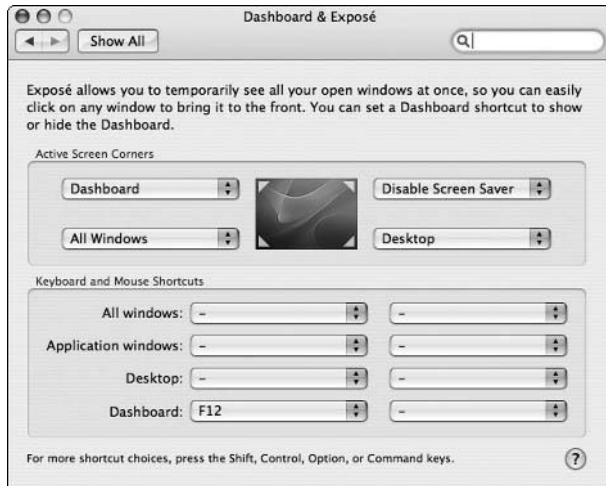 Dashboard & Exposé
Show All
Exposé allows you to temporarily see all your open windows at once, so you can easily
click on any window to bring it to the front. You can set a Dashboard shortcut to show
or hide the Dashboard.
Active Screen Corners
Dashboard Disable Screen Saver
All Windows Desktop
Keyboard and Mouse Shortcuts
All windows: – –
Application windows: – –
Desktop: – –
Dashboard: F12 –
For more shortcut choices, press the Shift, Control, Option, or Command keys. ?